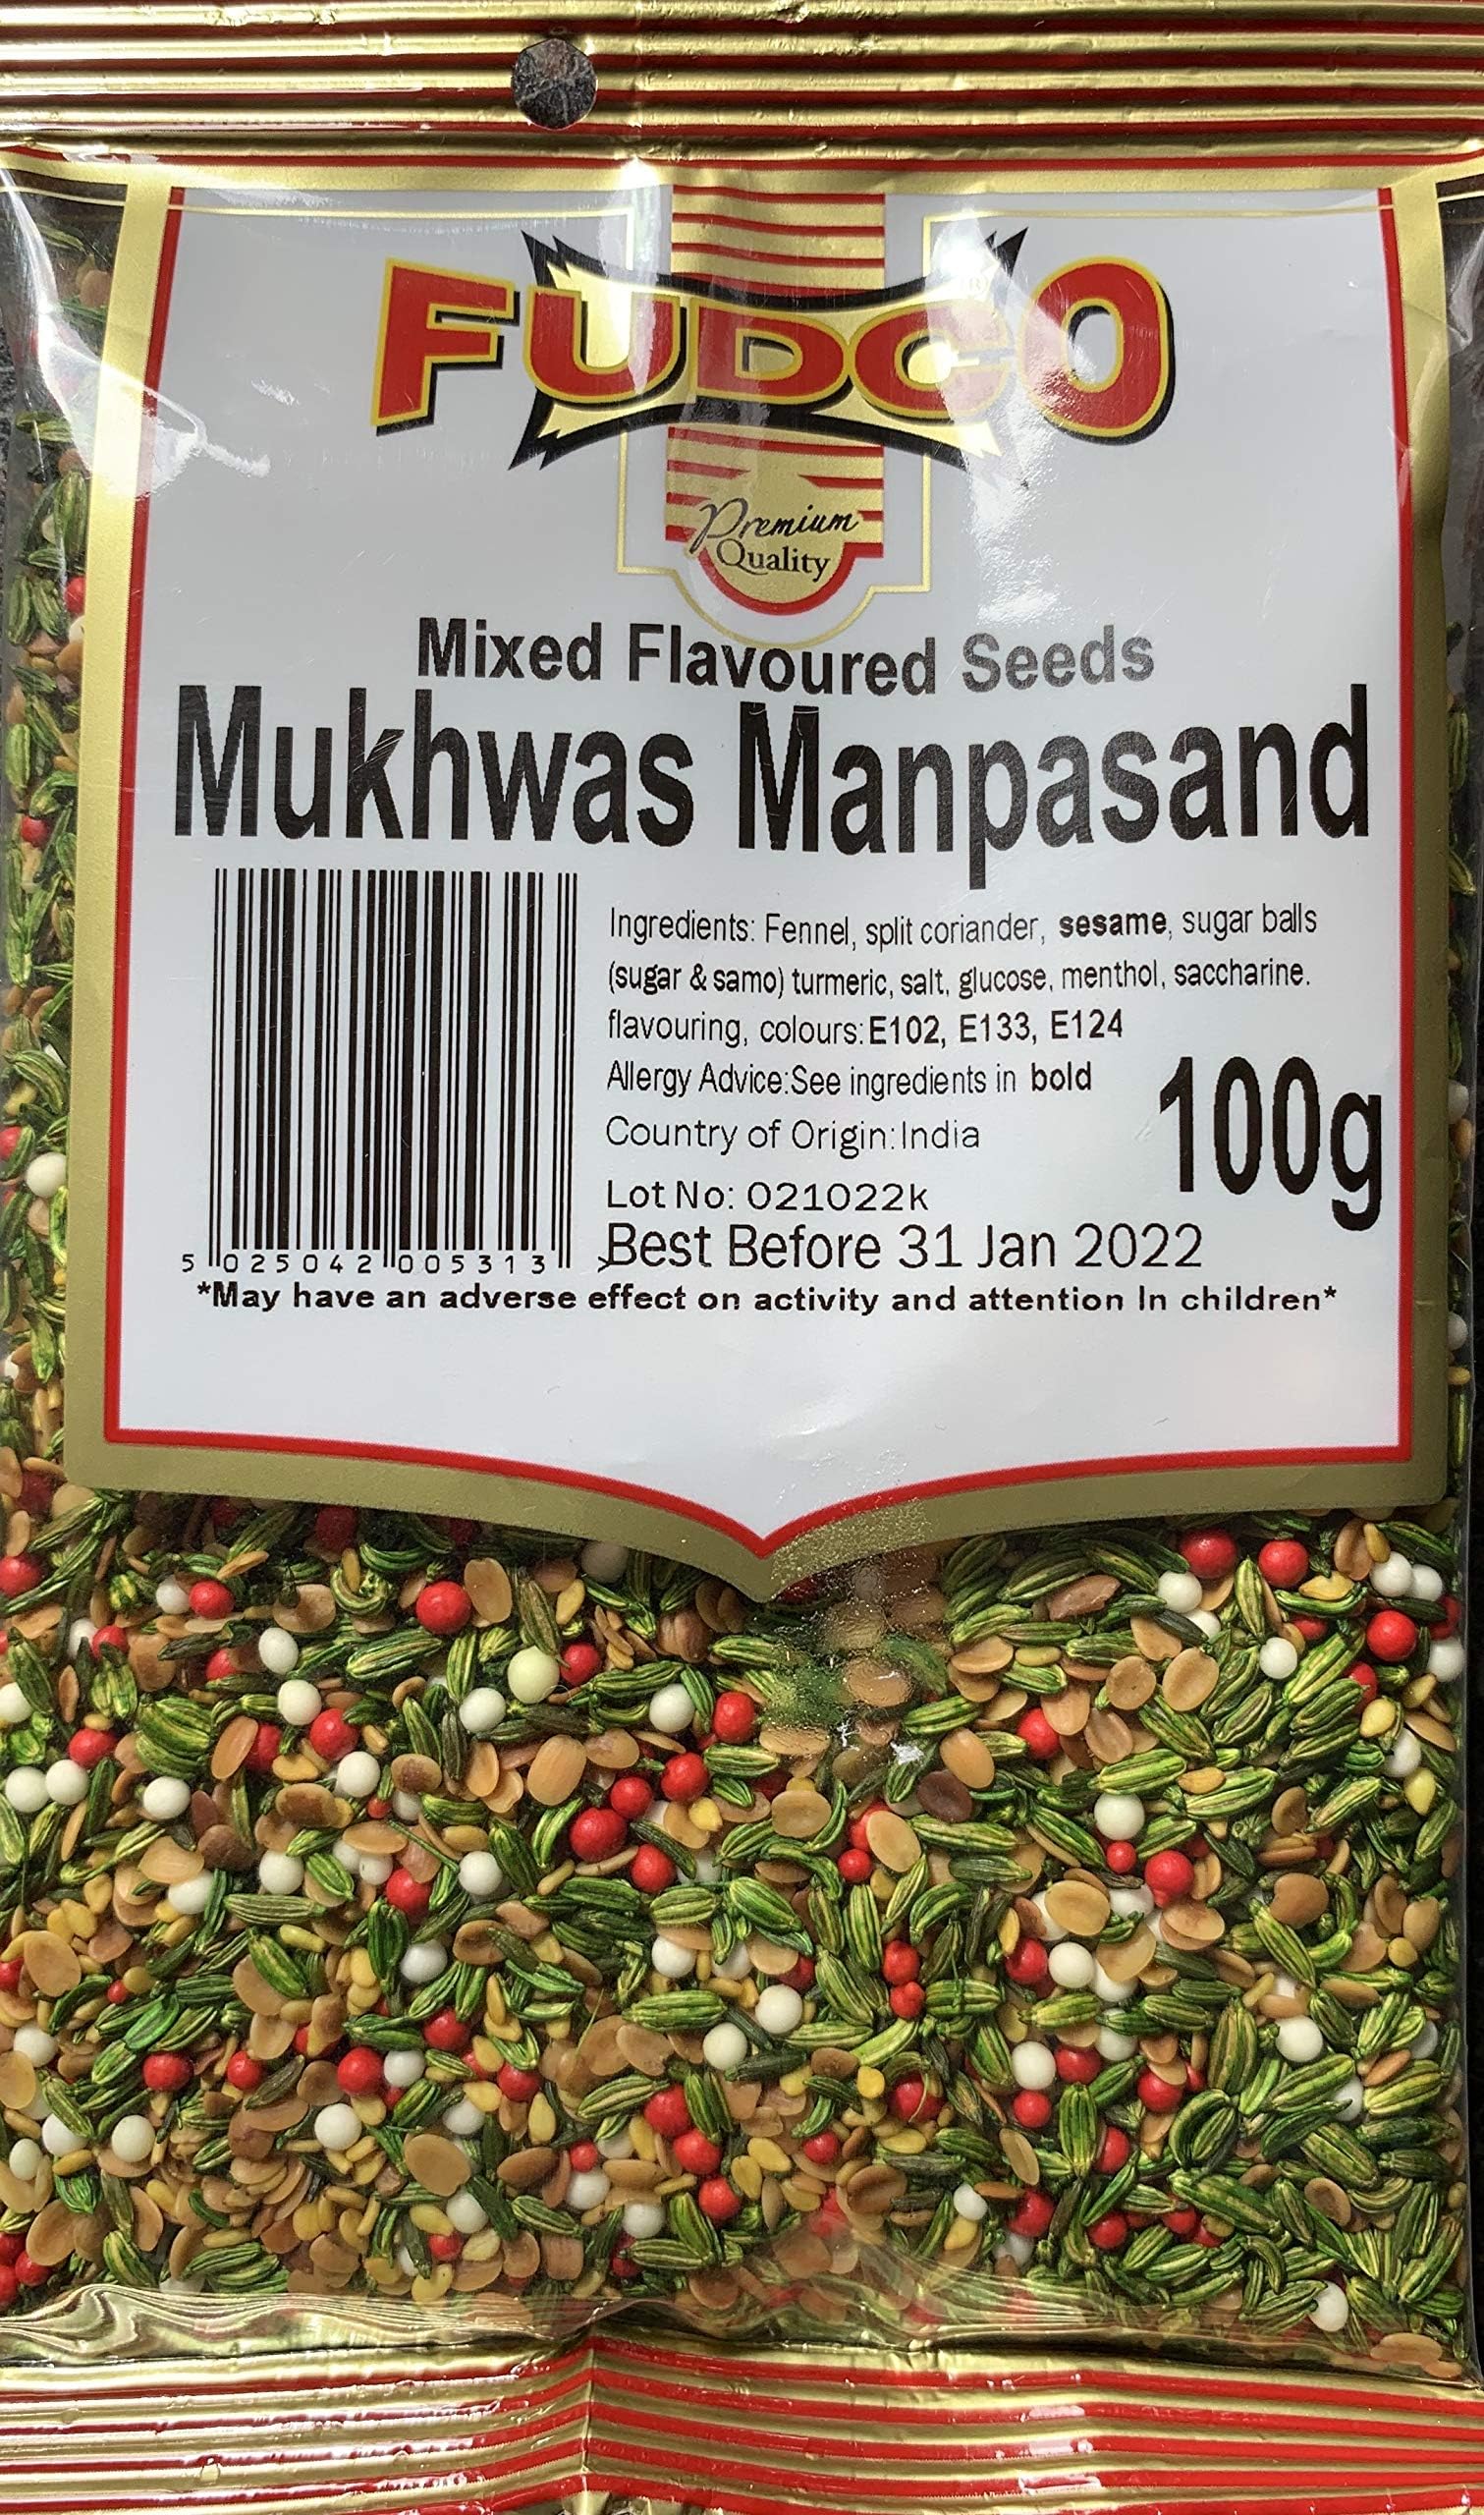 FUDCO
Premium
Quality
Mixed Flavoured Seeds
Mukhwas Manpasand
Ingredients: Fennel, split coriander, sesame, sugar balls
(sugar & samo) turmeric, salt, glucose, menthol, saccharine.
flavouring, colours:E102, E133, E124
Allergy Advice:See ingredients in bold
Country of Origin:India
100g
Lot No: 021022k
Best Before 31 Jan 2022
5 025042 005313
*May have an adverse effect on activity and attention In children*